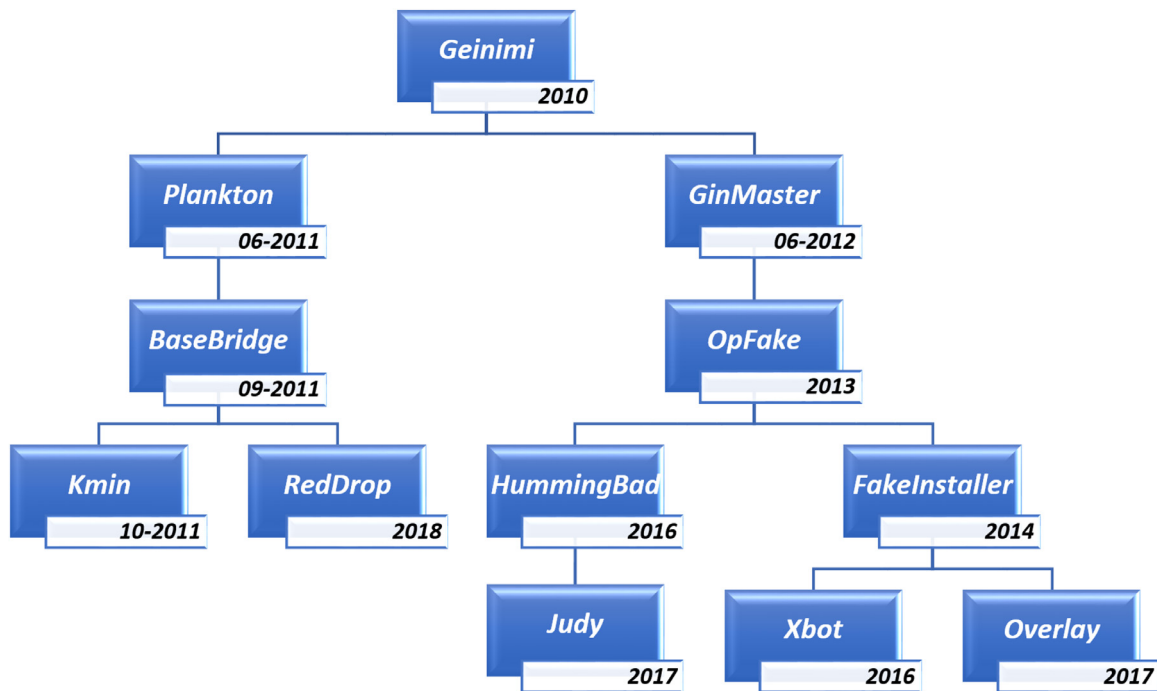 Geinimi
2010
Plankton
06-2011
GinMaster
06-2012
BaseBridge
09-2011
OpFake
2013
Kmin
10-2011
RedDrop
2018
HummingBad
2016
FakeInstaller
2014
Judy
2017
Xbot
2016
Overlay
2017